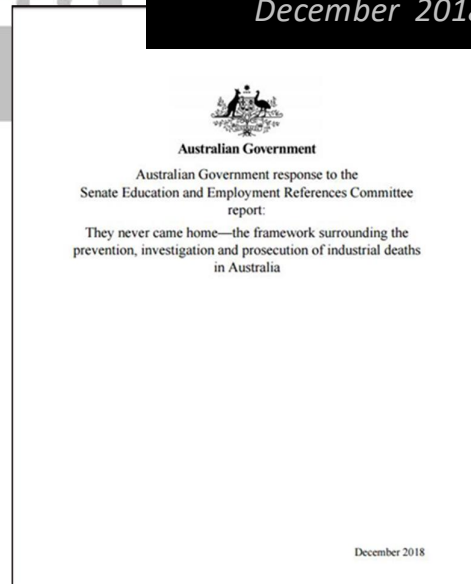 December 201
Australian Government
Australian Government response to the
Senate Education and Employment References Committee
report:
They never came home—the framework surrounding the
prevention, investigation and prosecution of industrial deaths
in Australia
December 2018